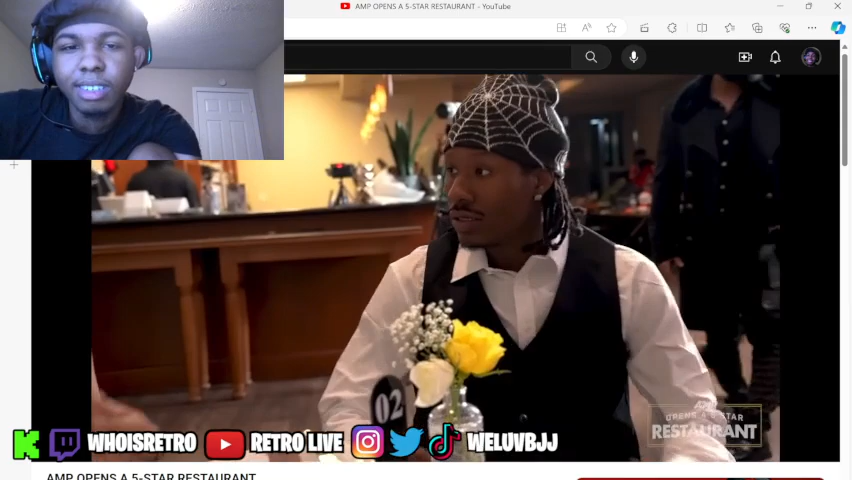 AMP OPENS A 5-STAR RESTAURANT - YouTube
02
AMP
OPENS A 5-STAR
RESTAURANT
K WHOISRETRO RETRO LIVE WELUVBJJ
AMP OPENS A 5-STAR RESTAURANT